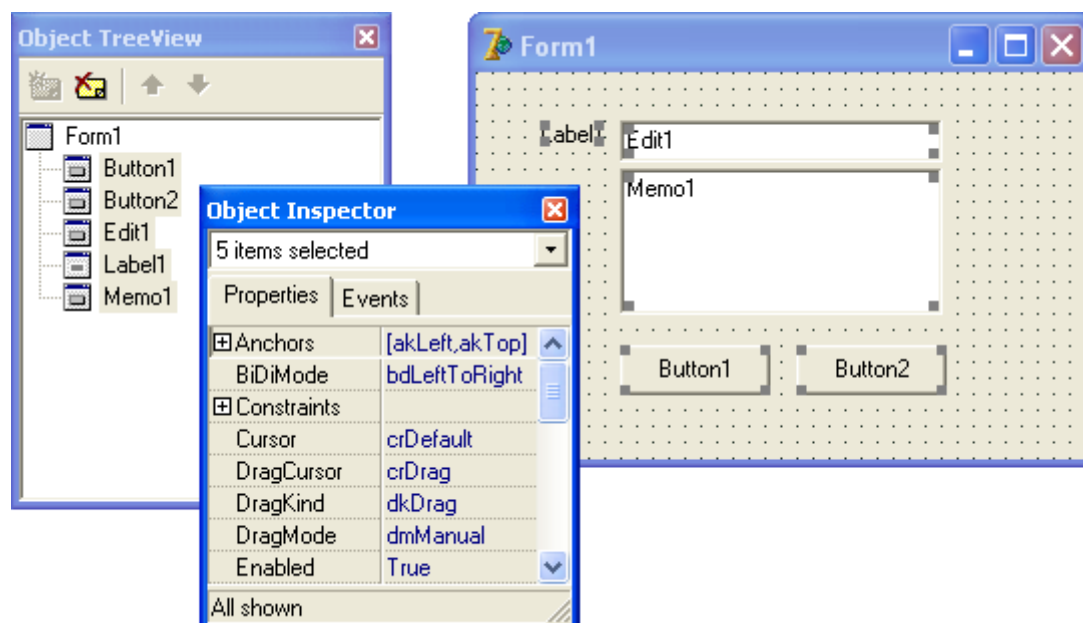 Object TreeView
Form1
Button1
Button2
Edit1
Label1
Memo1
Object Inspector
5 items selected
Properties Events
Anchors [akLeft,akTop]
BiDiMode bdLeftToRight
Constraints
Cursor crDefault
DragCursor crDrag
DragKind dkDrag
DragMode dmManual
Enabled True
All shown
Form1
Label1 Edit1
Memo1
Button1 Button2